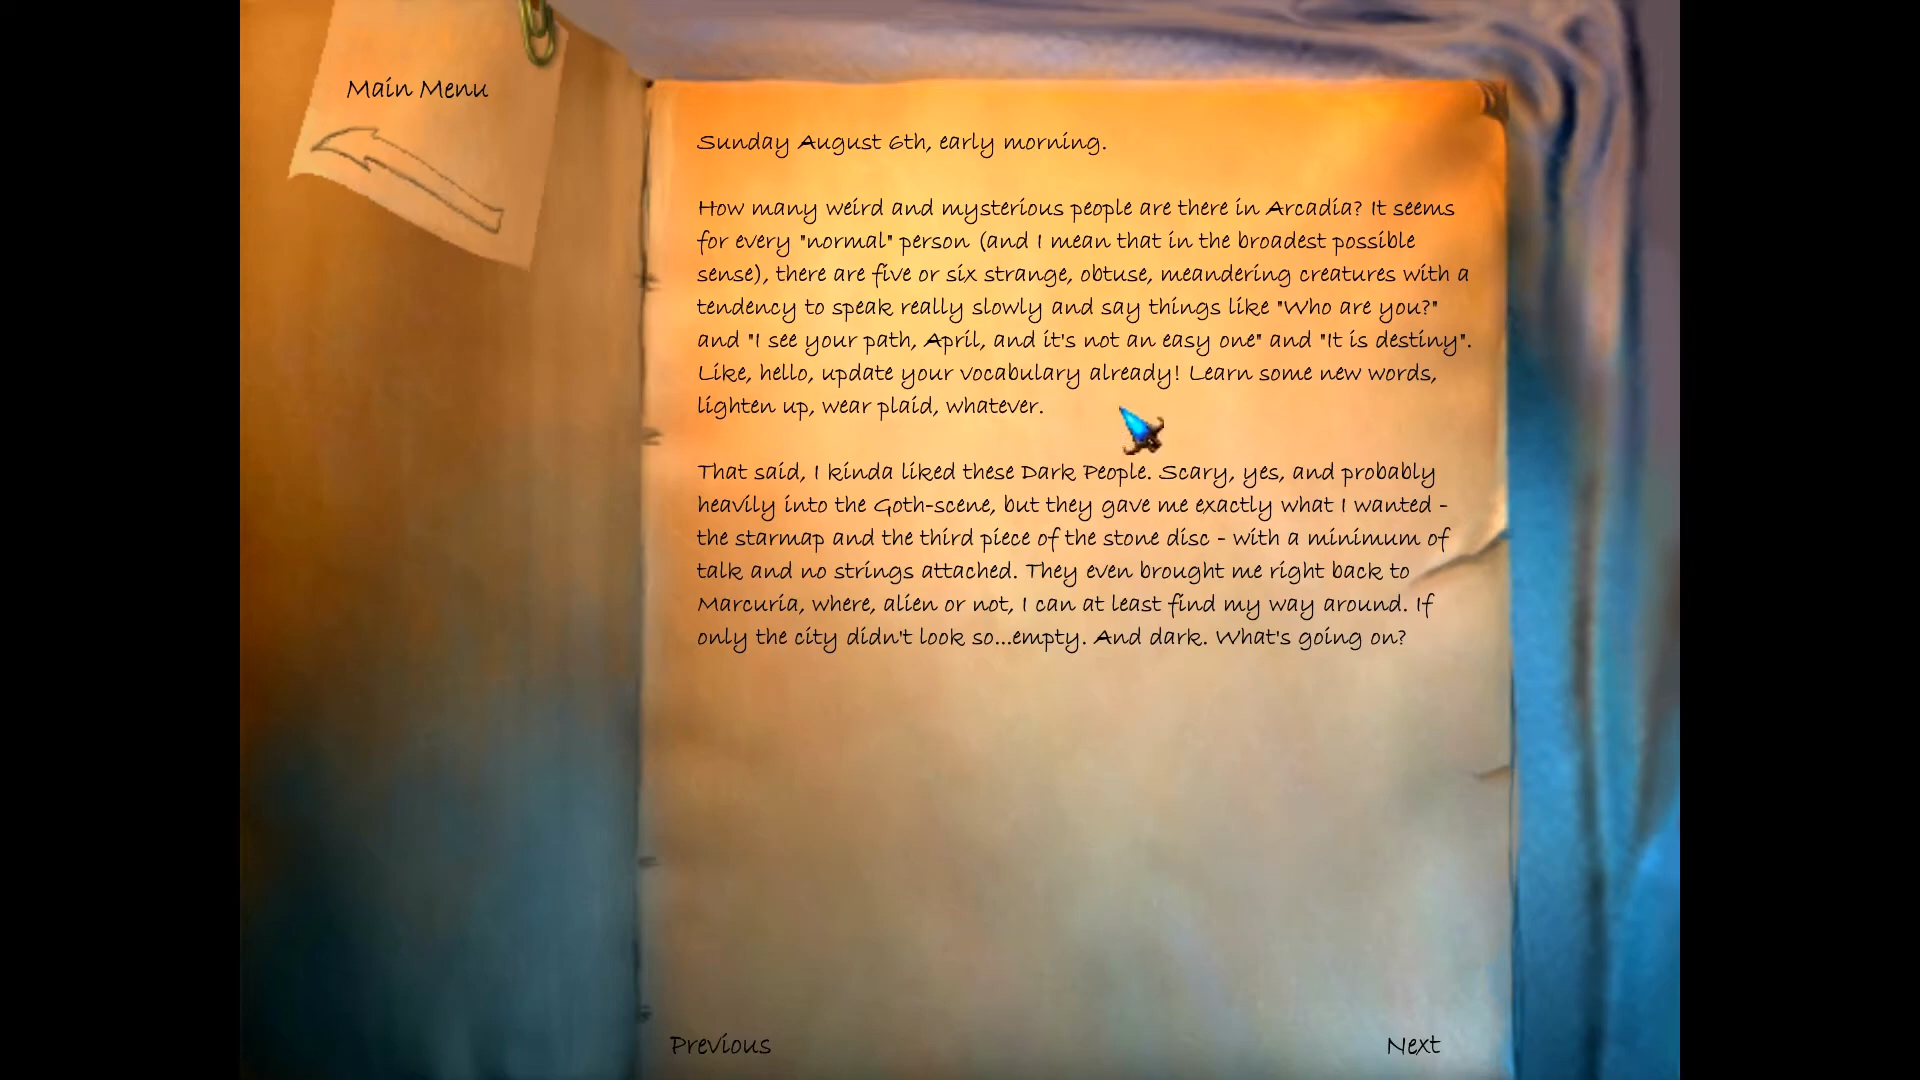 Main Menu
Sunday August 6th, early morning.
How many weird and mysterious people are there in Arcadia? It seems
for every "normal" person (and I mean that in the broadest possible
sense), there are five or six strange, obtuse, meandering creatures with a
tendency to speak really slowly and say things like "Who are you?"
and "I see your path, April, and it's not an easy one" and "It is destiny".
Like, hello, update your vocabulary already! Learn some new words,
lighten up, wear plaid, whatever.
That said, I kinda liked these Dark People. Scary, yes, and probably
heavily into the Goth-scene, but they gave me exactly what I wanted -
the starmap and the third piece of the stone disc - with a minimum of
talk and no strings attached. They even brought me right back to
Marcuria, where, alien or not, I can at least find my way around. If
only the city didn't look so...empty. And dark. What's going on?
Previous
Next